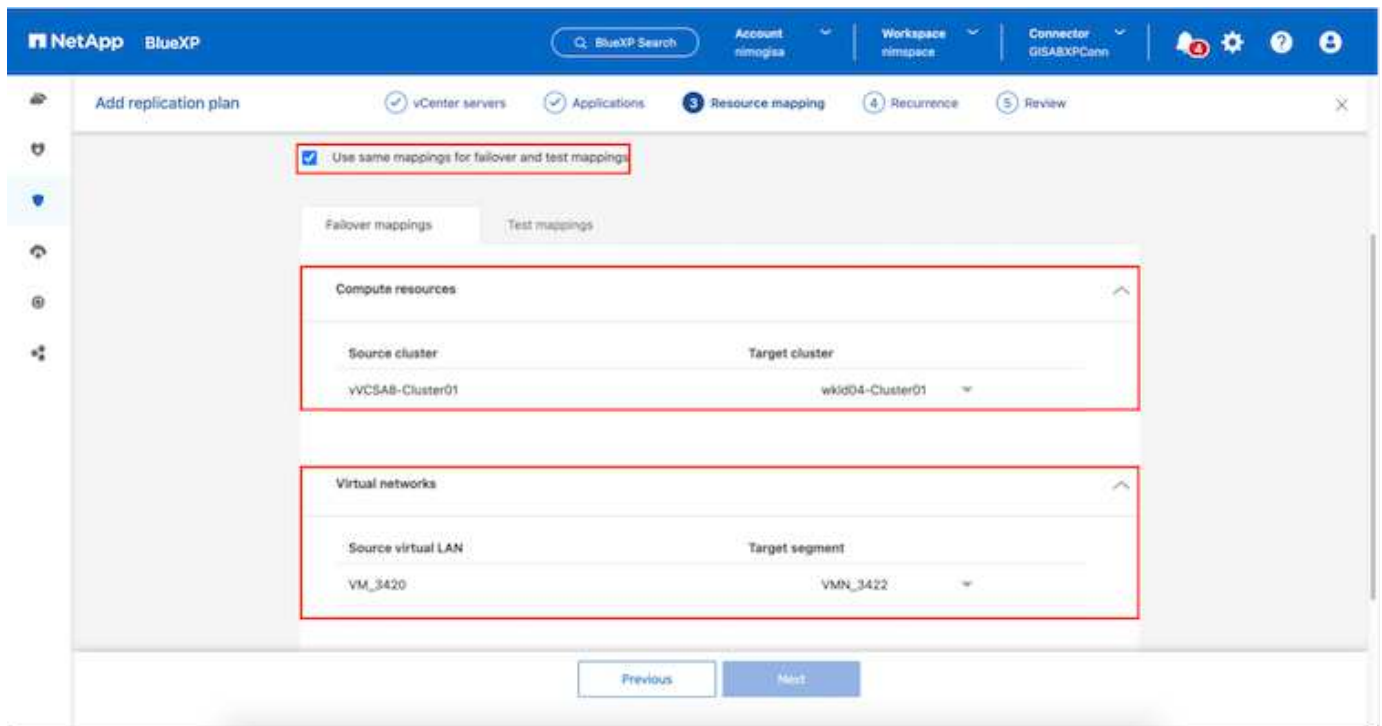 NetApp BlueXP BlueXP Search Account nimogisa Workspace nimspace Connector GISABXPConn 4
Add replication plan vCenter servers Applications 3 Resource mapping 4 Recurrence 5 Review
Use same mappings for failover and test mappings
Failover mappings Test mappings
Compute resources
Source cluster Target cluster
vVCSA8-Cluster01 wkld04-Cluster01
Virtual networks
Source virtual LAN Target segment
VM_3420 VMN_3422
Previous Next